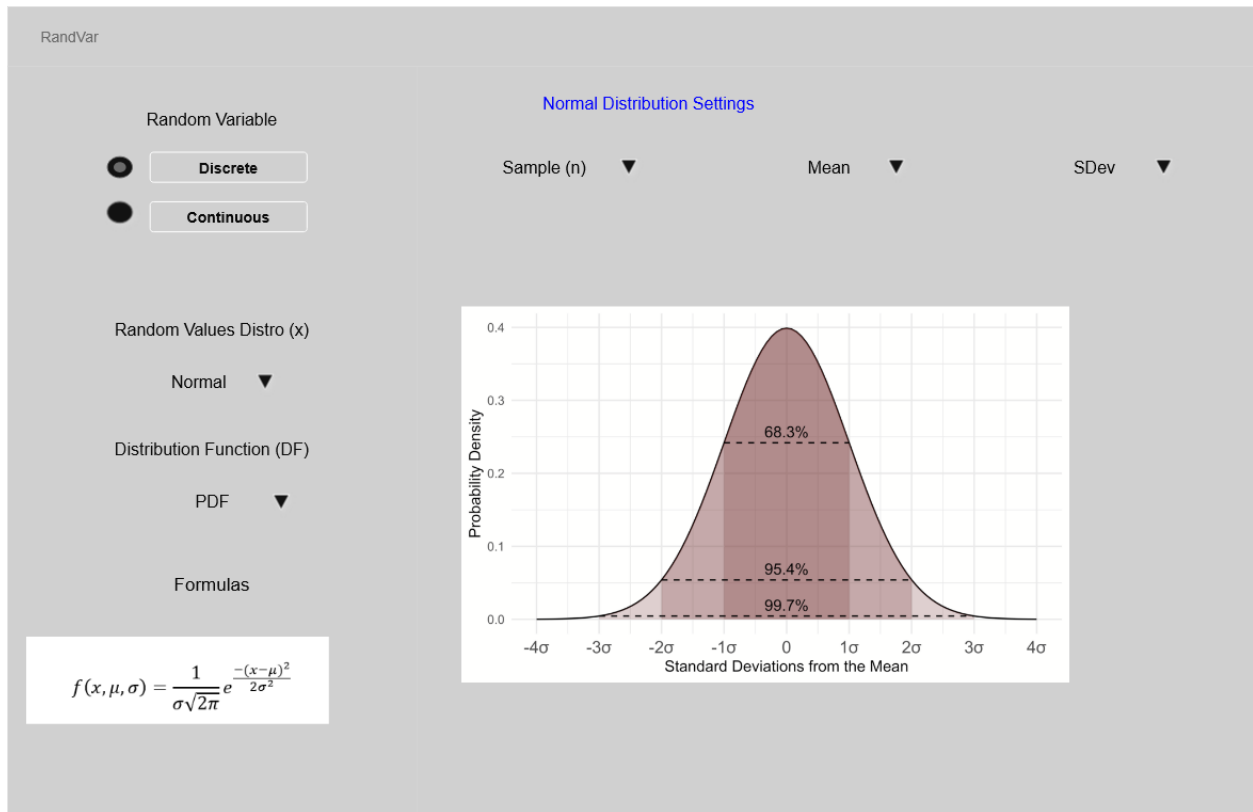 RandVar
Random Variable
Discrete
Continuous
Random Values Distro (x)
Normal ▼
Distribution Function (DF)
PDF ▼
Formulas
f(x, μ, σ) = 1/(σ√2π) e^(−(x−μ)²/2σ²)
Normal Distribution Settings
Sample (n) ▼ Mean ▼ SDev ▼
Probability Density
0.4
0.3
0.2
0.1
0.0
68.3%
95.4%
99.7%
-4σ -3σ -2σ -1σ 0 1σ 2σ 3σ 4σ
Standard Deviations from the Mean